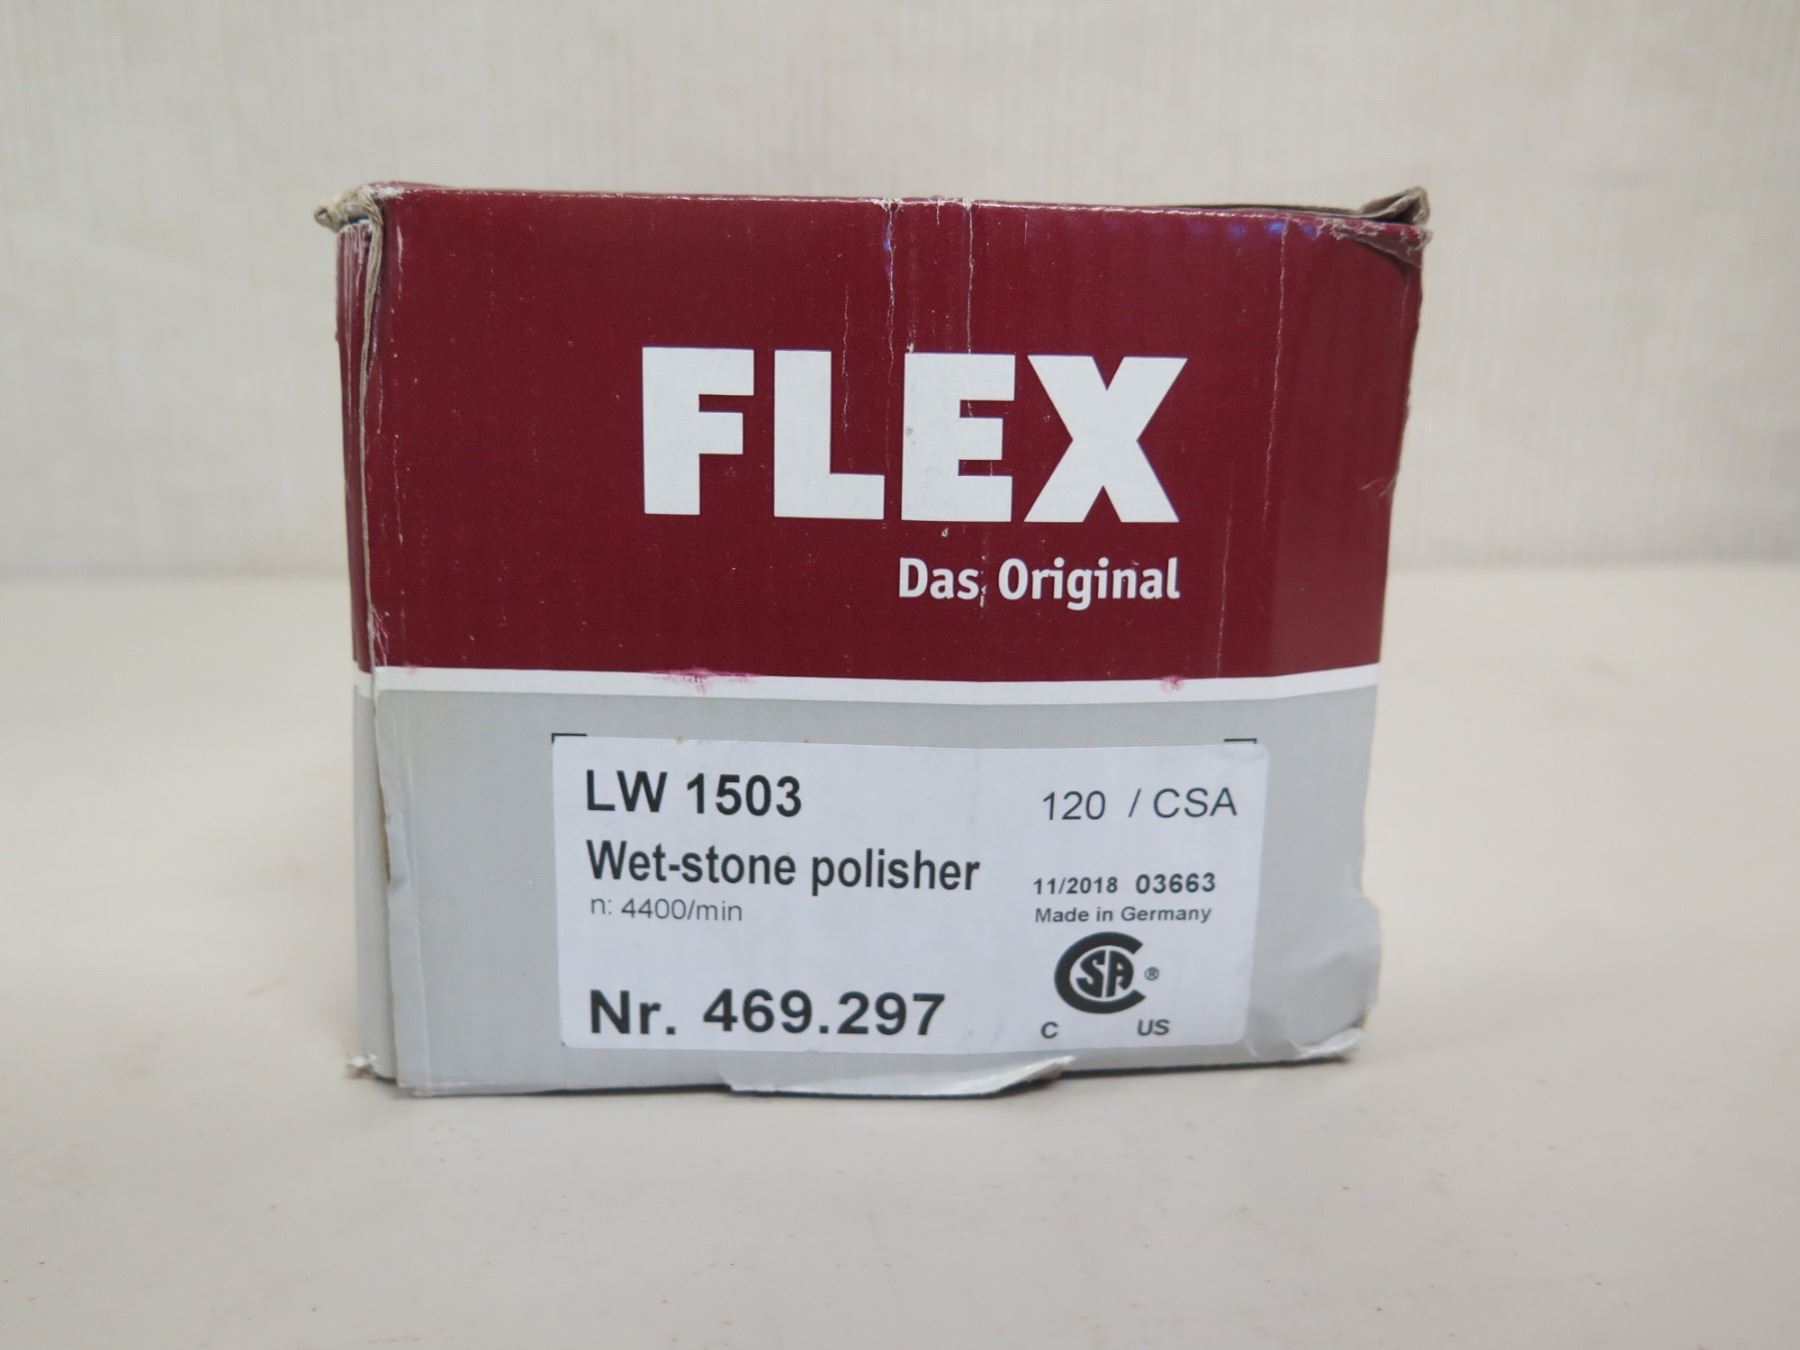 FLEX
Das Original
LW 1503
120 / CSA
Wet-stone polisher
n: 4400/min
11/2018 03663
Made in Germany
CSA ®
Nr. 469.297
C US